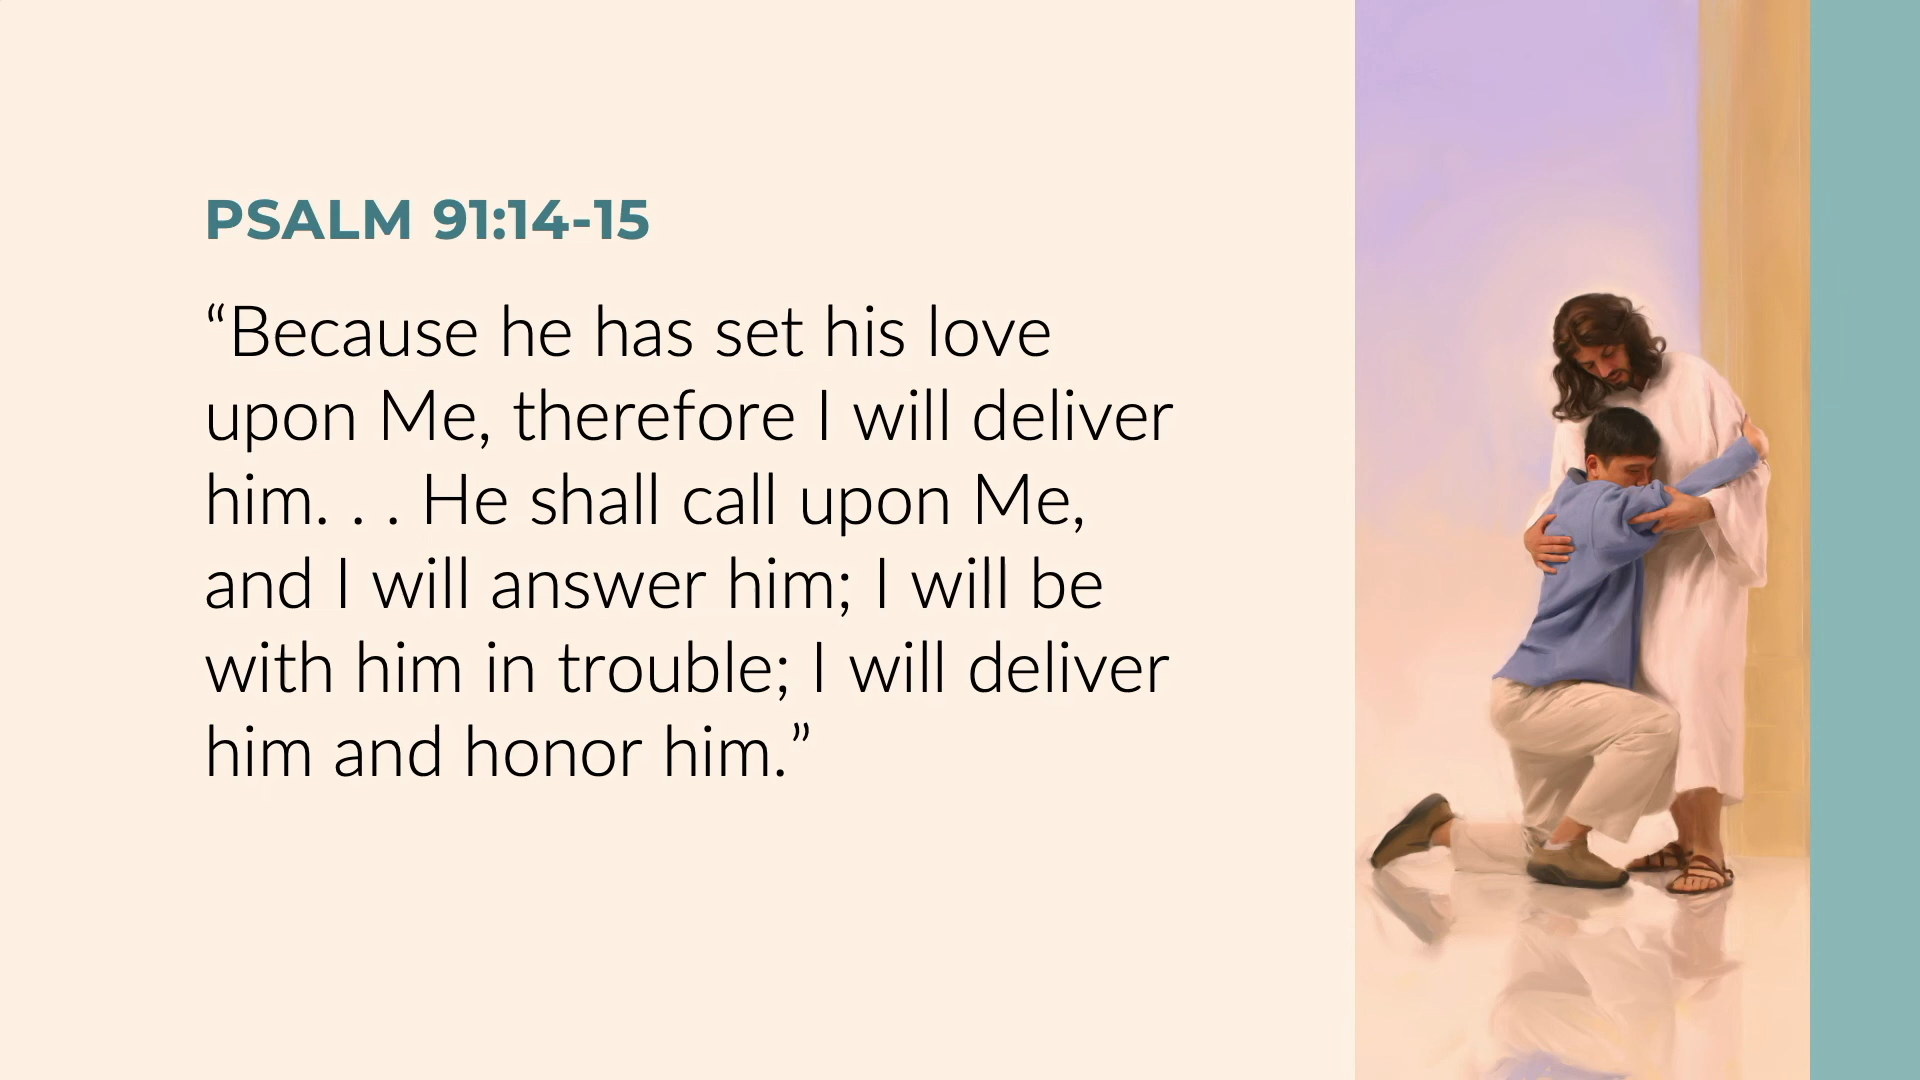 PSALM 91:14-15
“Because he has set his love
upon Me, therefore I will deliver
him. . . He shall call upon Me,
and I will answer him; I will be
with him in trouble; I will deliver
him and honor him.”